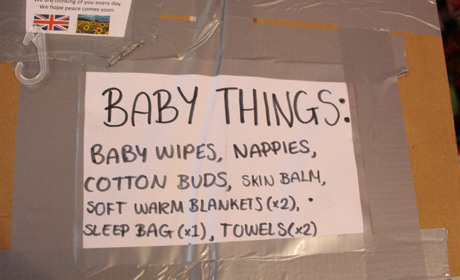 we are thinking of you every day.
We hope peace comes soon.
BABY THINGS:
BABY WIPES, NAPPIES,
COTTON BUDS, SKIN BALM,
SOFT WARM BLANKETS (x2),
SLEEP BAG (x1), TOWELS (x2)